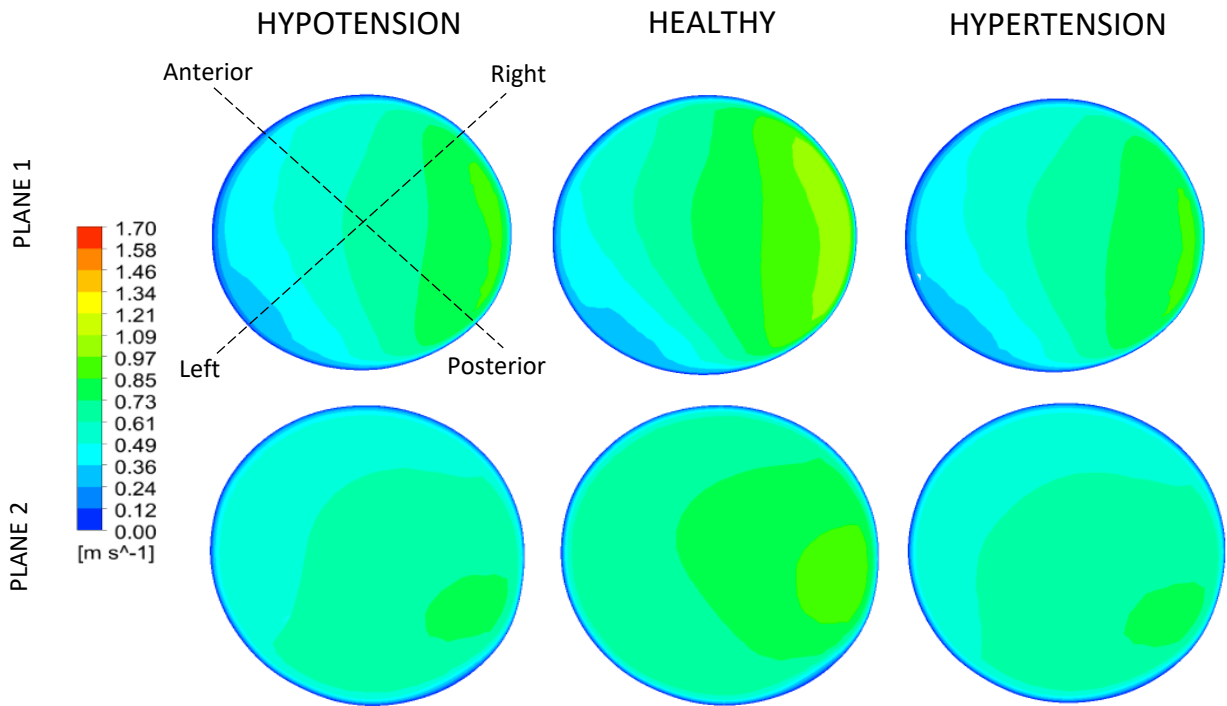 HYPOTENSION
HEALTHY
HYPERTENSION
Anterior
Right
PLANE 1
Left
Posterior
1.70
1.58
1.46
1.34
1.21
1.09
0.97
0.85
0.73
0.61
0.49
0.36
0.24
0.12
0.00
[m s^-1]
PLANE 2